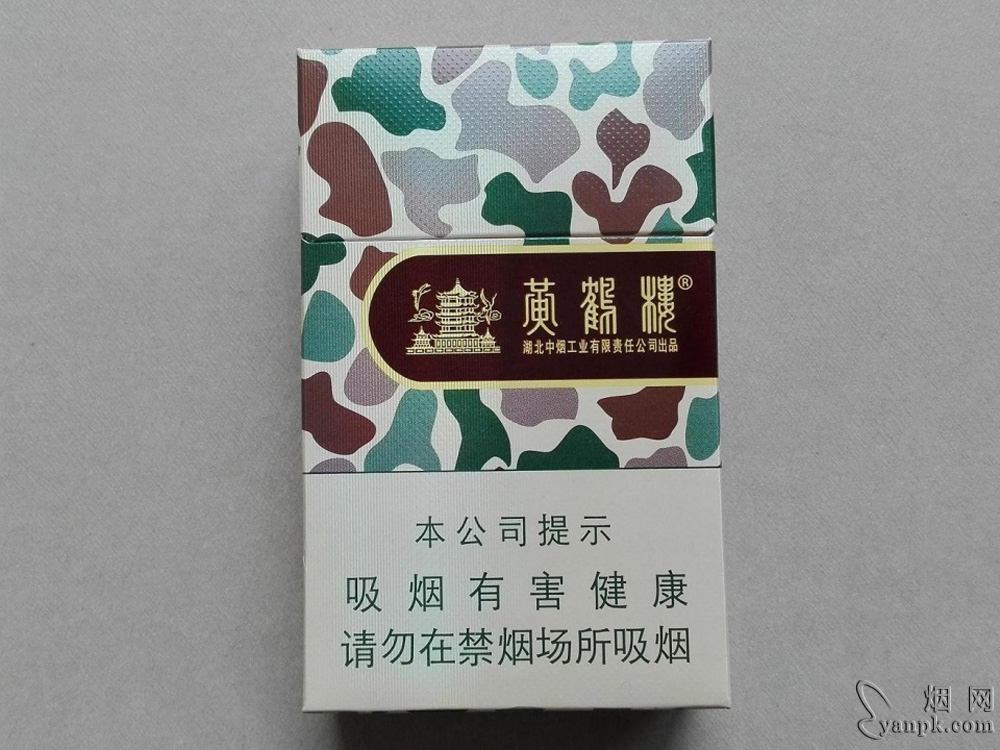 黄鹤楼®
湖北中烟工业有限责任公司出品
本公司提示
吸烟有害健康
请勿在禁烟场所吸烟
烟网
yanpk.com